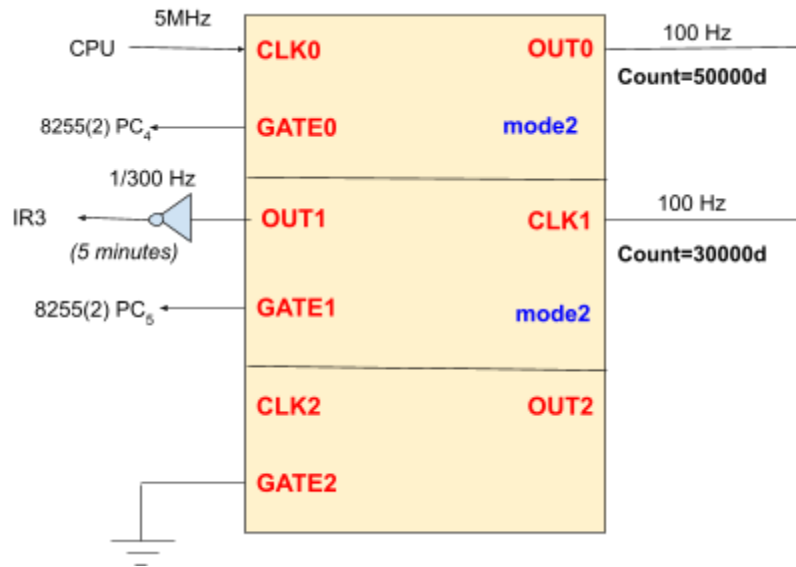 5MHz
CPU
CLK0
OUT0
100 Hz
Count=50000d
8255(2) PC4
GATE0
mode2
1/300 Hz
IR3
OUT1
CLK1
100 Hz
(5 minutes)
Count=30000d
8255(2) PC5
GATE1
mode2
CLK2
OUT2
GATE2